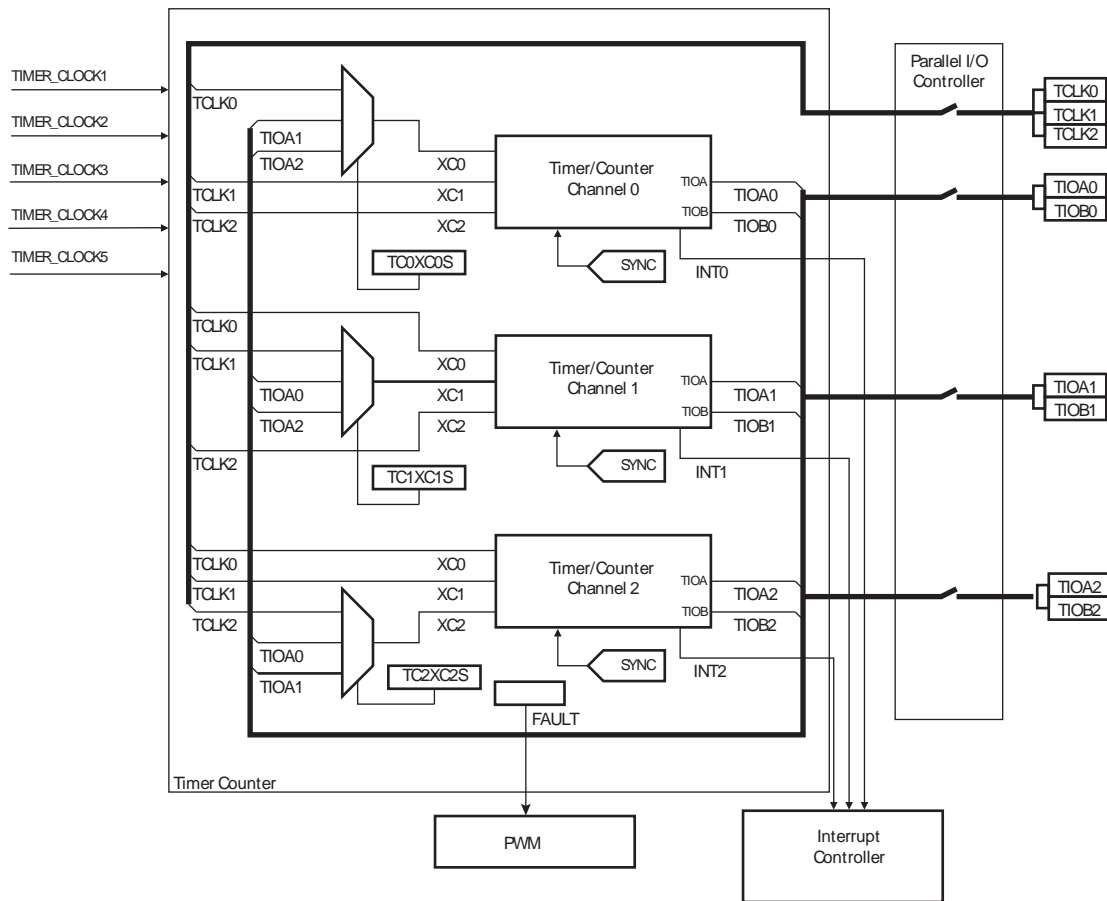 Parallel I/O
Controller
TIMER_CLOCK1
TCLK0
TCLK0
TCLK1
TIMER_CLOCK2
TIOA1
TCLK2
TIOA2
XC0
Timer/Counter
Channel 0
TIMER_CLOCK3
TIOA
TIOA0
TIOA0
TCLK1
XC1
TIMER_CLOCK4
TIOB
TIOB0
TIOB0
TCLK2
XC2
TIMER_CLOCK5
TC0XC0S
SYNC
INT0
TCLK0
TCLK1
XC0
Timer/Counter
Channel 1
TIOA
TIOA1
TIOA1
TIOA0
XC1
TIOA2
XC2
TIOB
TIOB1
TIOB1
TCLK2
TC1XC1S
SYNC
INT1
TCLK0
XC0
Timer/Counter
Channel 2
TCLK1
XC1
TIOA
TIOA2
TIOA2
TCLK2
XC2
TIOB
TIOB2
TIOB2
TIOA0
TIOA1
TC2XC2S
SYNC
INT2
FAULT
Timer Counter
PWM
Interrupt
Controller